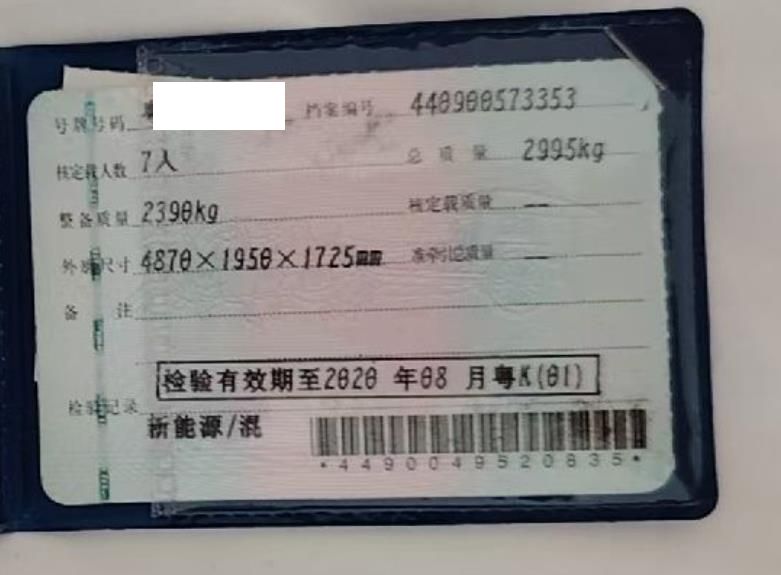 号牌号码 档案编号 440900573353
核定载人数 7人 总质量 2995kg
整备质量 2390kg 核定载质量 --
外廓尺寸 4870×1950×1725mm 准牵引总质量 --
备注
检验有效期至2020年08月粤K(01)
检验记录
新能源/混
*4490049520835*